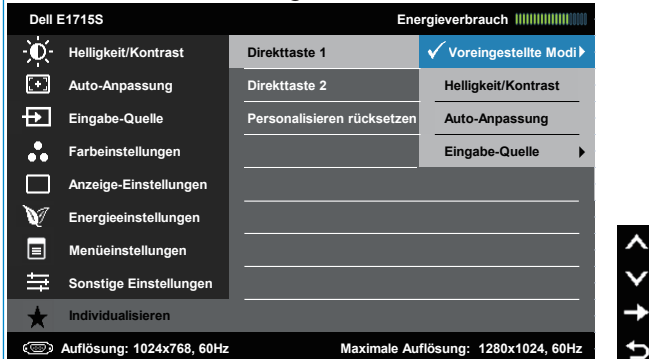 Dell E1715S Energieverbrauch
Helligkeit/Kontrast Direkttaste 1 Voreingestellte Modi
Auto-Anpassung Direkttaste 2 Helligkeit/Kontrast
Eingabe-Quelle Personalisieren rücksetzen Auto-Anpassung
Farbeinstellungen Eingabe-Quelle
Anzeige-Einstellungen
Energieeinstellungen
Menüeinstellungen
Sonstige Einstellungen
Individualisieren
Auflösung: 1024x768, 60Hz Maximale Auflösung: 1280x1024, 60Hz